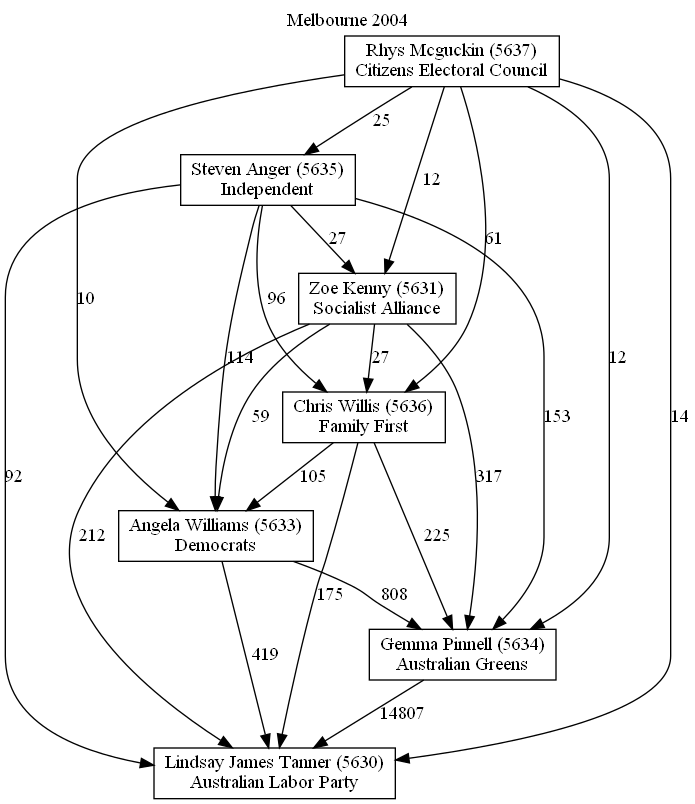 Melbourne 2004
Rhys Mcguckin (5637)
Citizens Electoral Council
25
12
Steven Anger (5635)
Independent
27
61
Zoe Kenny (5631)
Socialist Alliance
10
96
114
27
12
59
153
14
Chris Willis (5636)
Family First
92
105
317
Angela Williams (5633)
Democrats
212
225
175
808
Gemma Pinnell (5634)
Australian Greens
419
14807
Lindsay James Tanner (5630)
Australian Labor Party